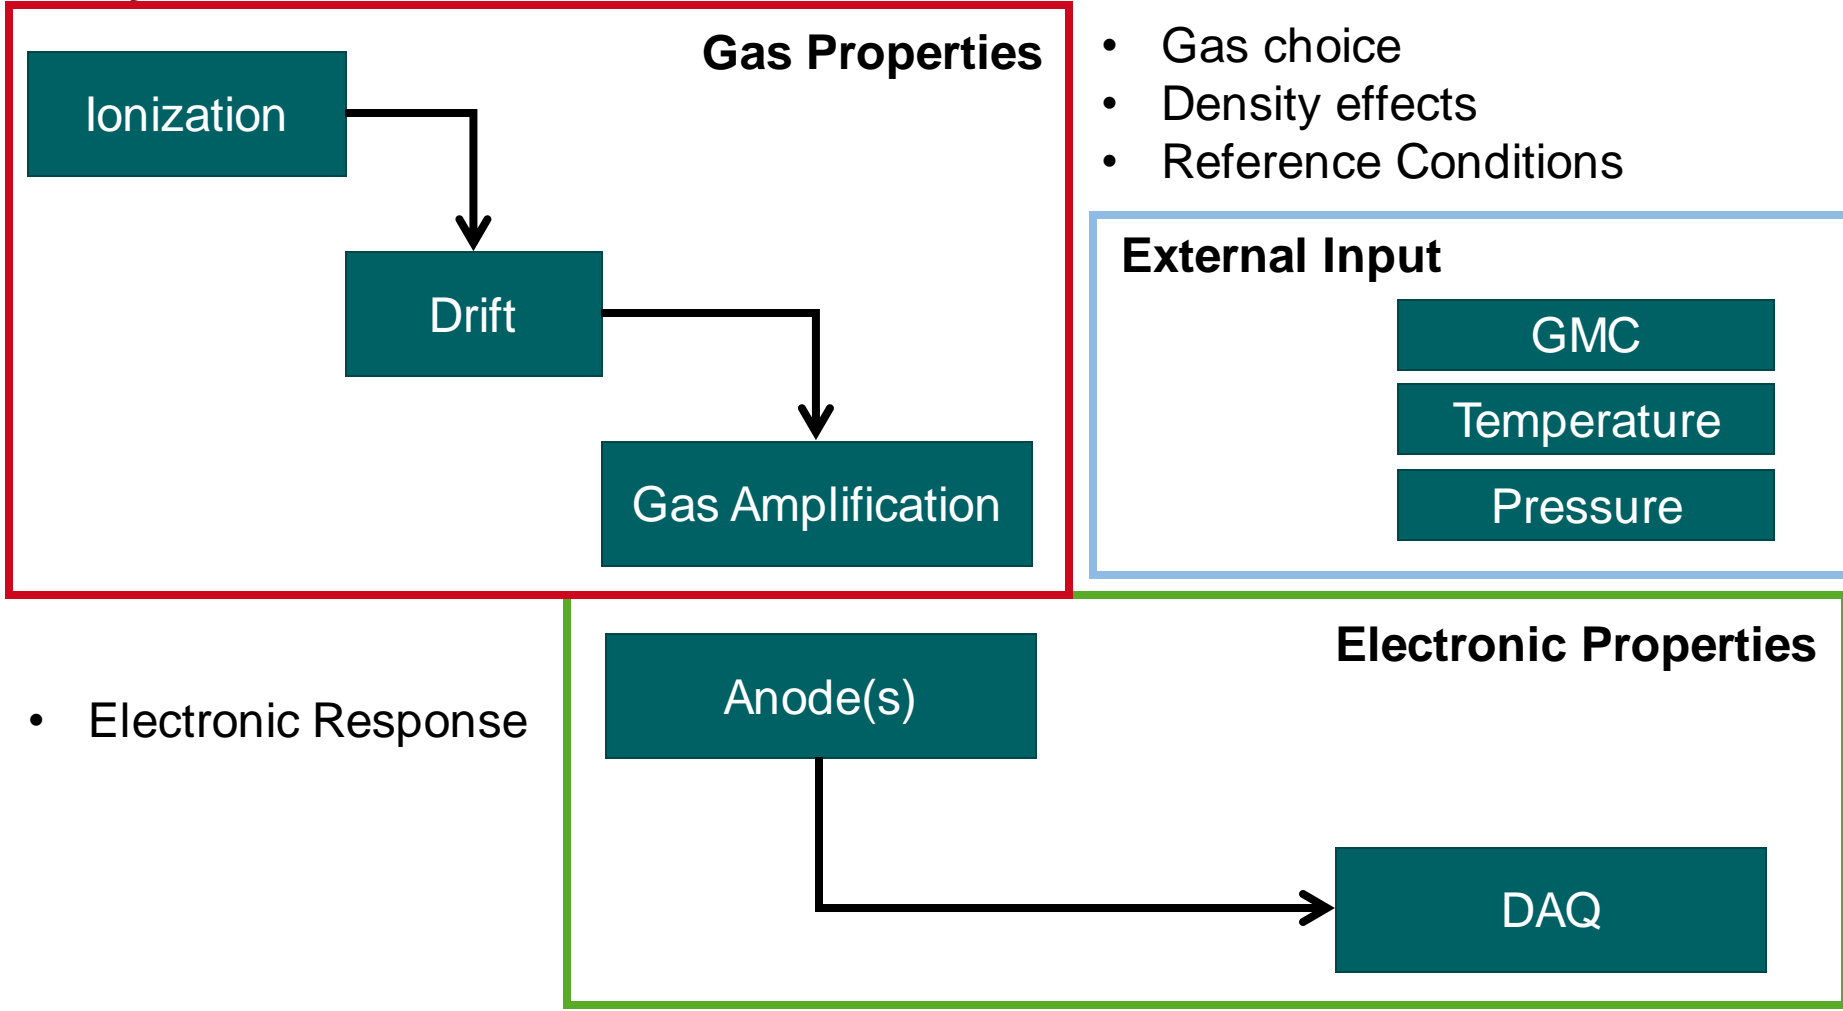 Gas Properties
Ionization
Drift
Gas Amplification
• Gas choice
• Density effects
• Reference Conditions
External Input
GMC
Temperature
Pressure
• Electronic Response
Electronic Properties
Anode(s)
DAQ